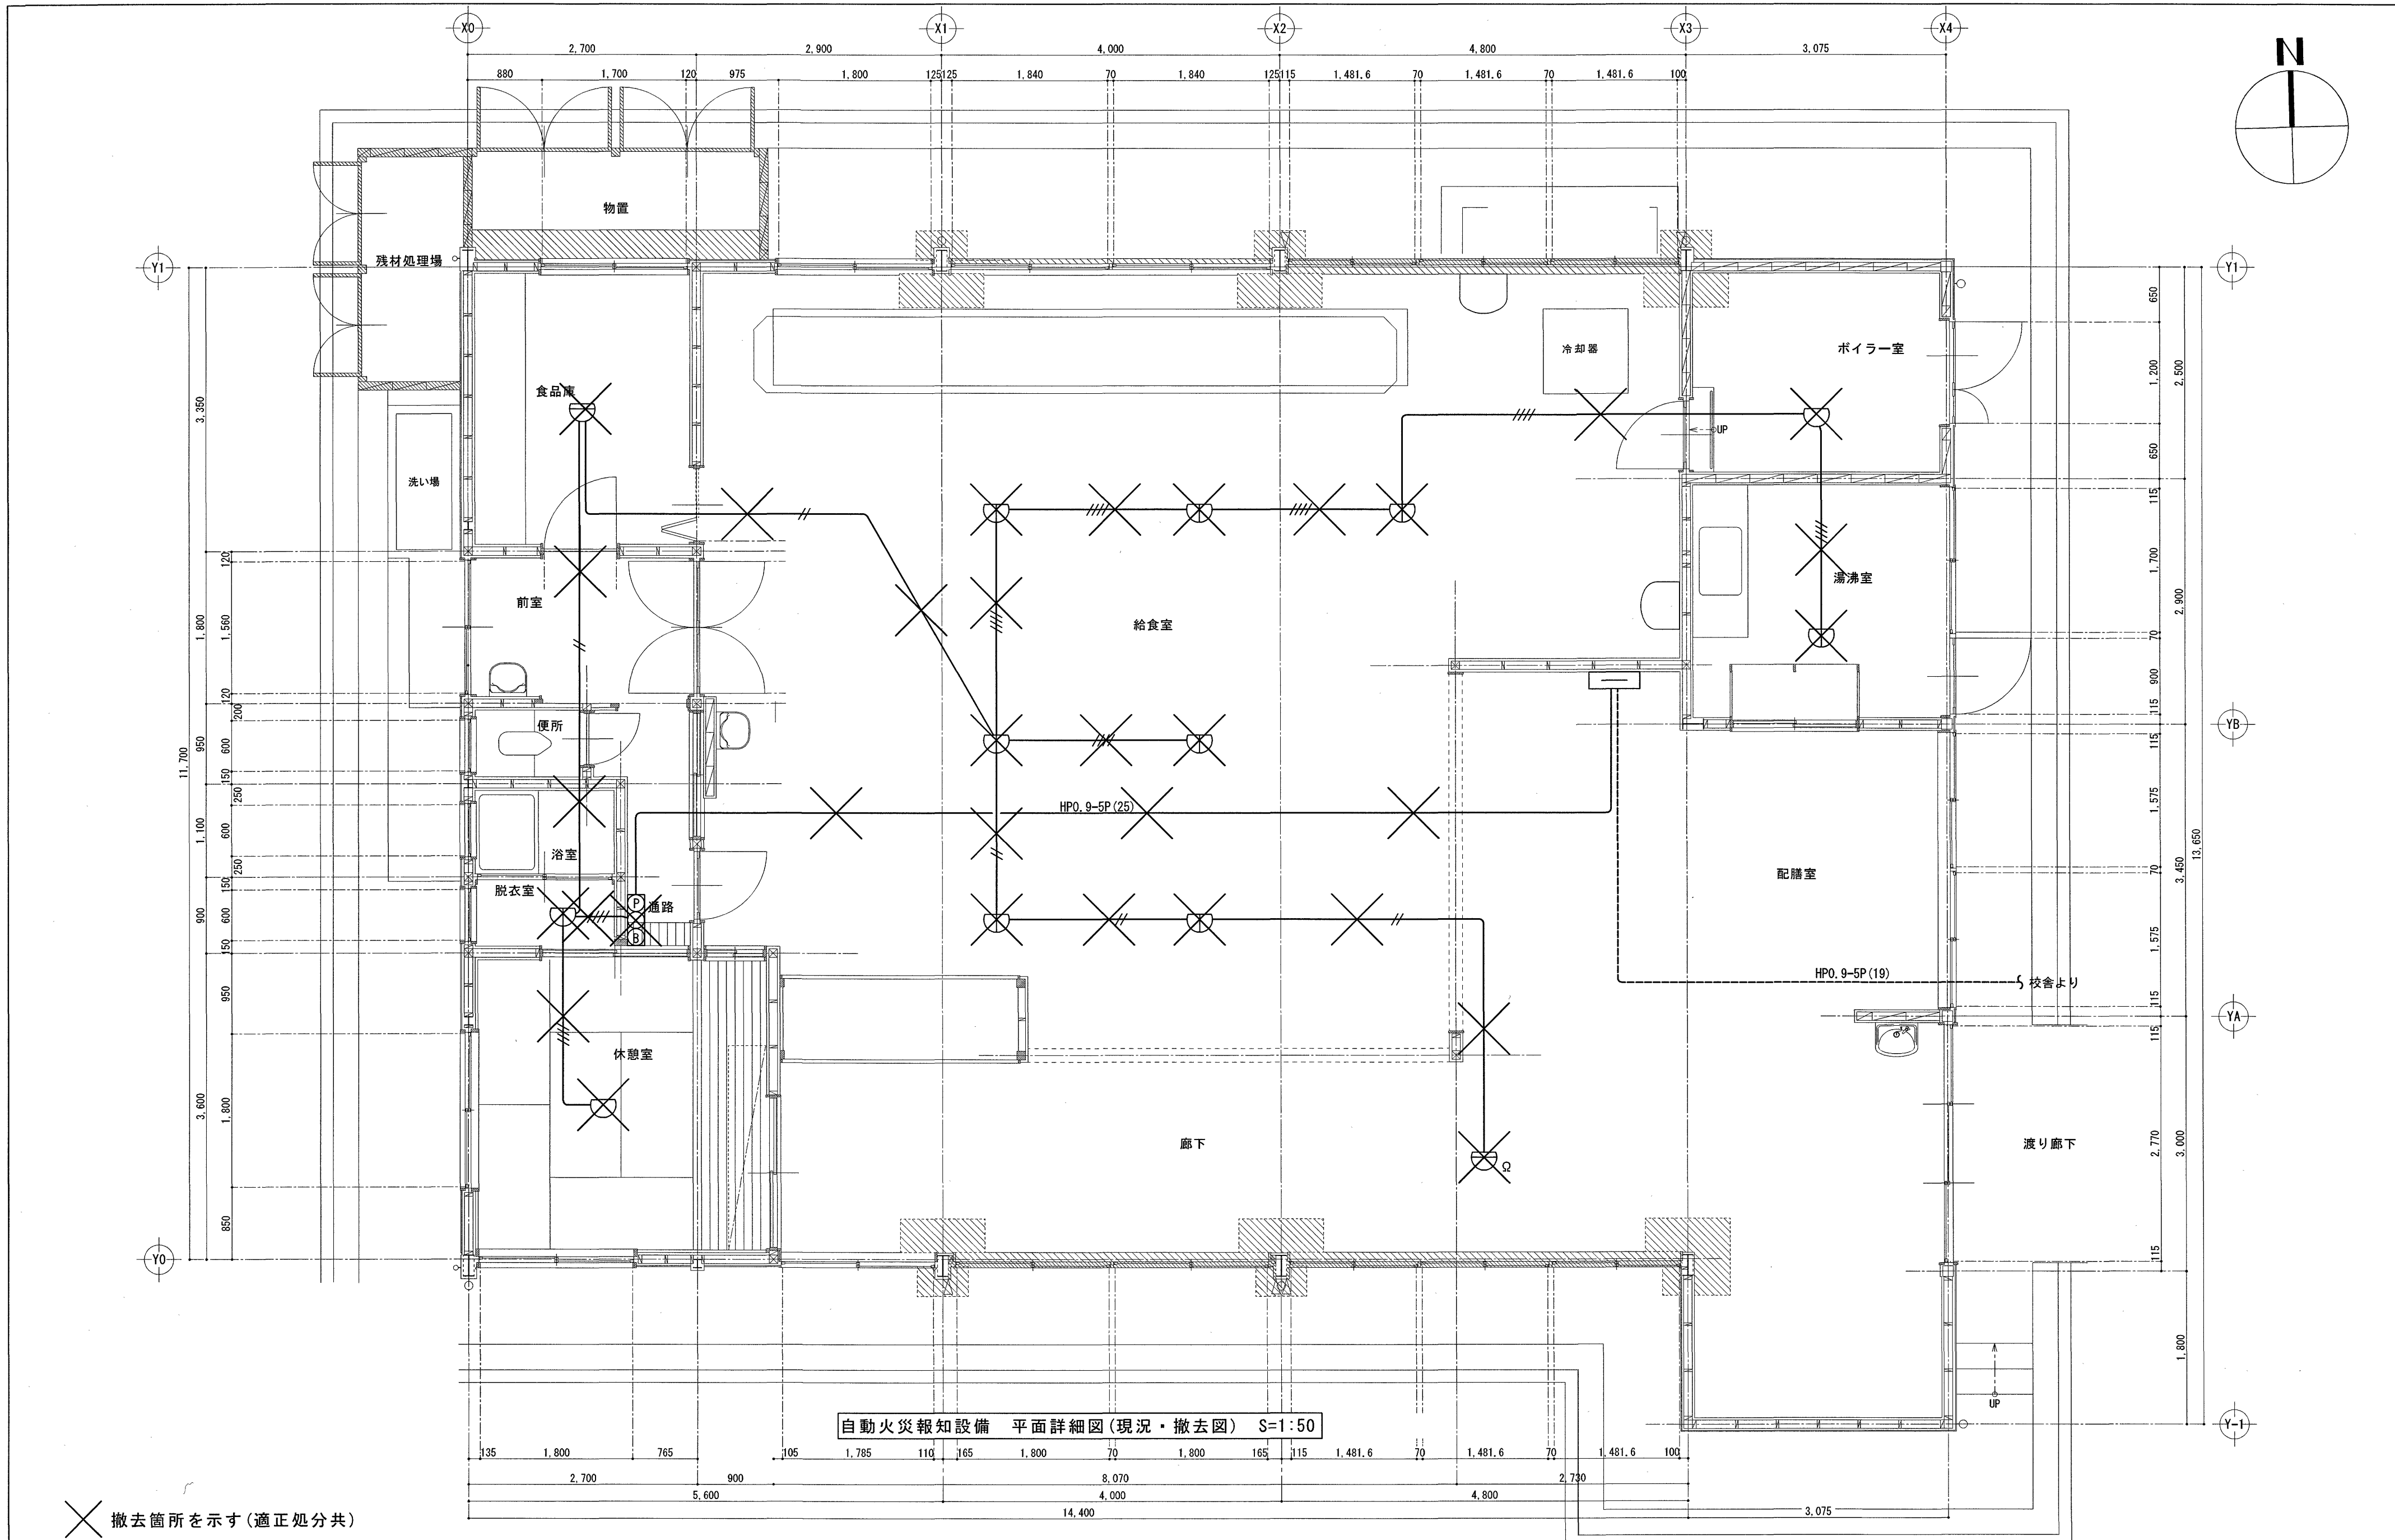 X0
X1
X2
X3
X4
2,700
2,900
4,000
4,800
3,075
880
1,700
120
975
1,800
125
125
1,840
70
1,840
125
115
1,481.6
70
1,481.6
70
1,481.6
100
N
物置
残材処理場
Y1
Y1
冷却器
ボイラー室
食品庫
UP
洗い場
湯沸室
前室
給食室
便所
YB
HP0.9-5P(25)
浴室
配膳室
脱衣室
P
通路
B
HP0.9-5P(19)
校舎より
YA
休憩室
廊下
Ω
渡り廊下
Y0
UP
Y-1
11,700
3,350
1,800
950
1,100
900
3,600
120
1,560
120
200
600
150
250
600
250
150
600
150
950
1,800
850
650
1,200
650
115
1,700
70
900
115
115
1,575
70
1,575
115
115
2,770
115
2,500
2,900
3,450
3,000
1,800
13,650
自動火災報知設備 平面詳細図(現況・撤去図) S=1:50
135
1,800
765
105
1,785
110
165
1,800
70
1,800
165
115
1,481.6
70
1,481.6
70
1,481.6
100
2,700
900
8,070
2,730
5,600
4,000
4,800
14,400
3,075
撤去箇所を示す(適正処分共)